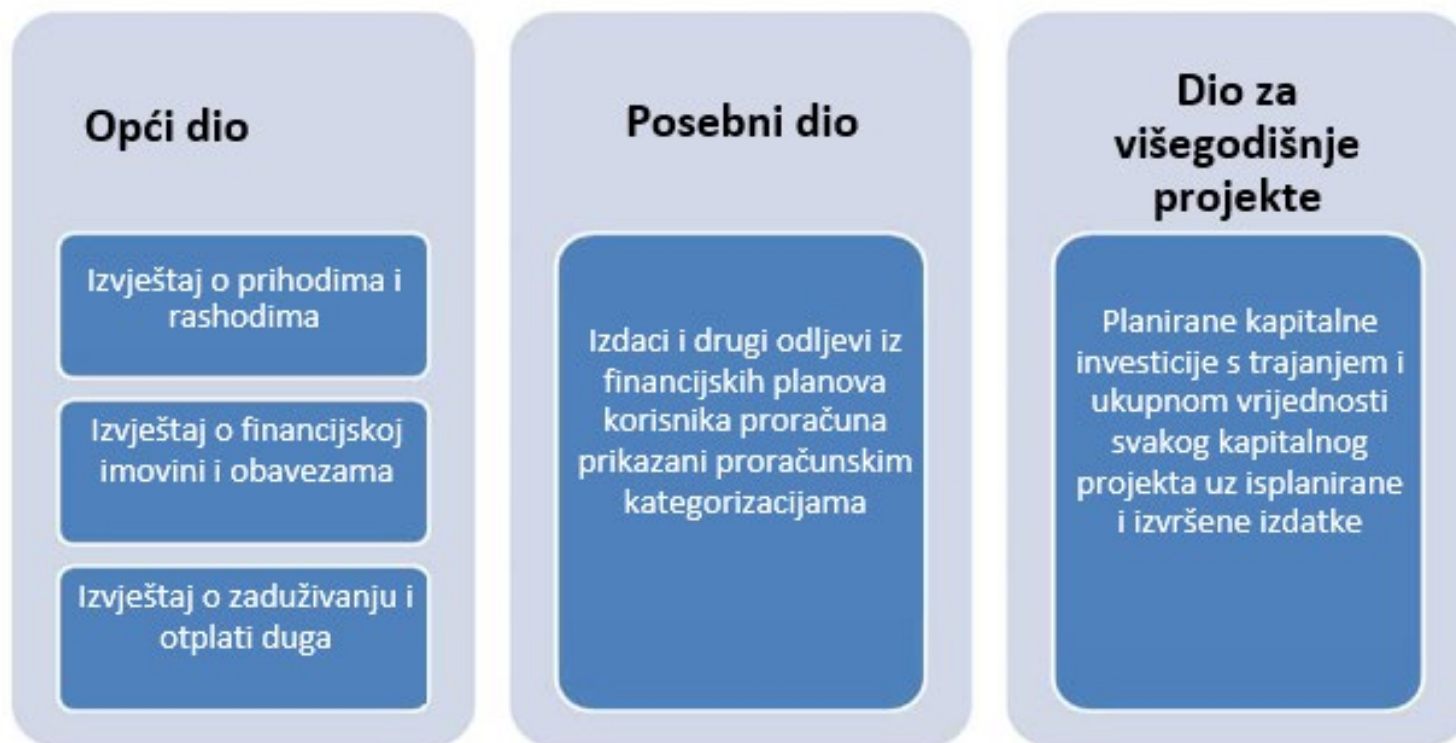 Opći dio
Izvještaj o prihodima i
rashodima
Izvještaj o financijskoj
imovini i obavezama
Izvještaj o zaduživanju i
otplati duga
Posebni dio
Izdaci i drugi odljevi iz
financijskih planova
korisnika proračuna
prikazani proračunskim
kategorizacijama
Dio za
višegodišnje
projekte
Planirane kapitalne
investicije s trajanjem i
ukupnom vrijednosti
svakog kapitalnog
projekta uz isplanirane
i izvršene izdatke